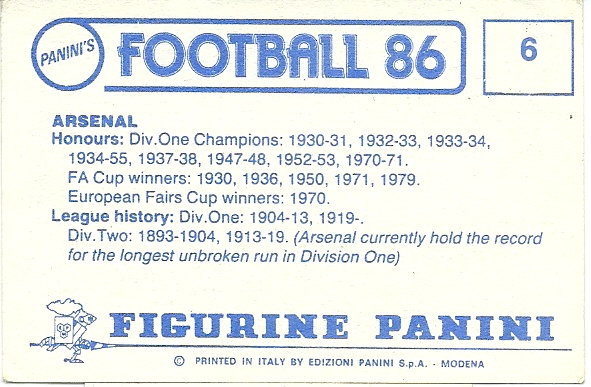 PANINI'S
FOOTBALL 86
6
ARSENAL
Honours: Div.One Champions: 1930-31, 1932-33, 1933-34,
1934-55, 1937-38, 1947-48, 1952-53, 1970-71.
FA Cup winners: 1930, 1936, 1950, 1971, 1979.
European Fairs Cup winners: 1970.
League history: Div.One: 1904-13, 1919-.
Div.Two: 1893-1904, 1913-19. (Arsenal currently hold the record
for the longest unbroken run in Division One)
FIGURINE PANINI
© PRINTED IN ITALY BY EDIZIONI PANINI S.p.A. - MODENA